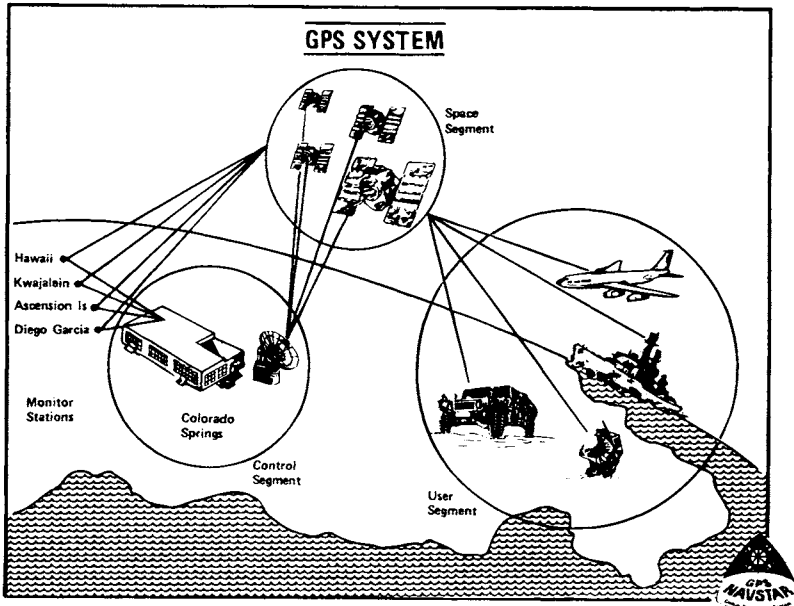 GPS SYSTEM
Space
Segment
Hawaii
Kwajalein
Ascension Is
Diego Garcia
Monitor
Stations
Colorado
Springs
Control
Segment
User
Segment
GPS
NAVSTAR